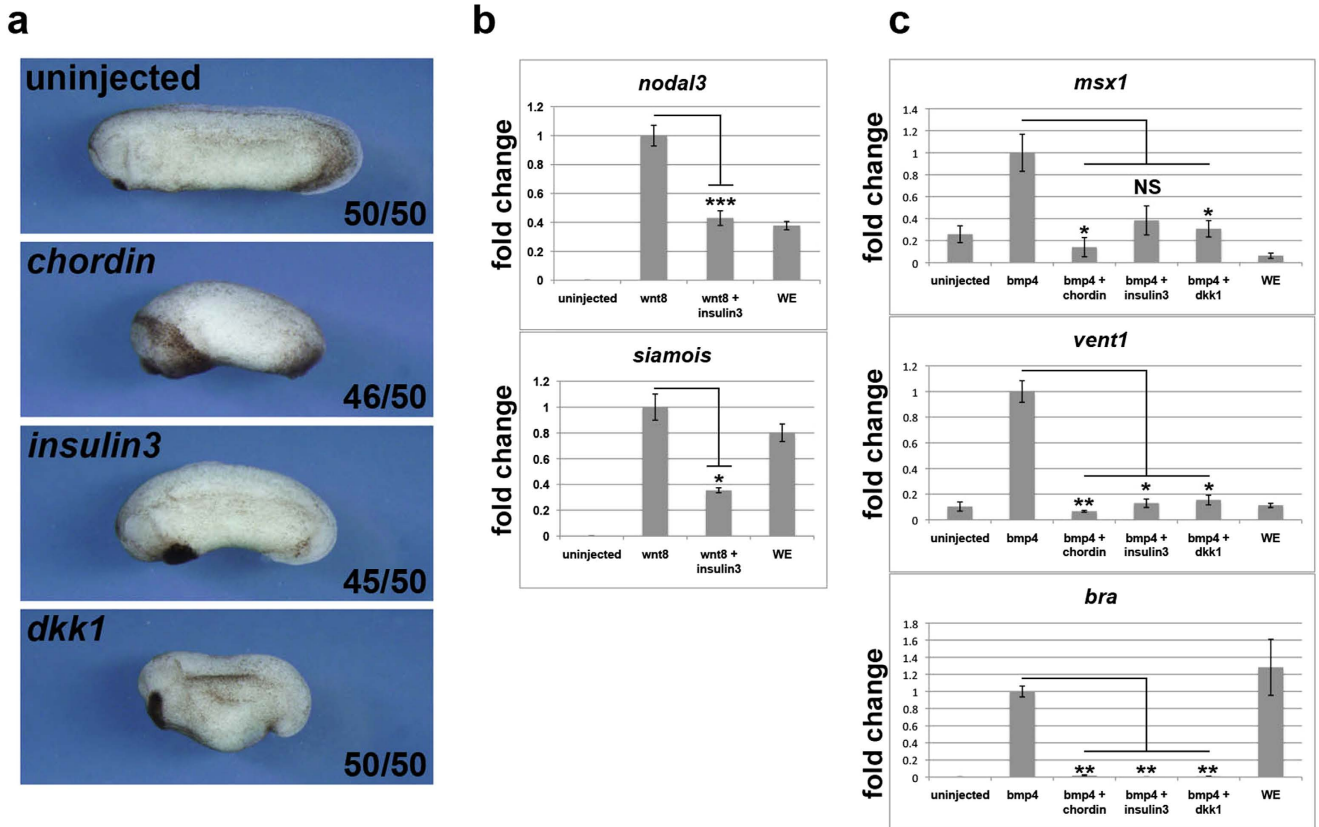 a
uninjected
50/50
chordin
46/50
insulin3
45/50
dkk1
50/50
b
nodal3
fold change
1.2
1
0.8
0.6
0.4
0.2
0
***
uninjected wnt8 wnt8 + insulin3 WE
siamois
fold change
1.2
1
0.8
0.6
0.4
0.2
0
*
uninjected wnt8 wnt8 + insulin3 WE
c
msx1
fold change
1.4
1.2
1
0.8
0.6
0.4
0.2
0
* NS *
uninjected bmp4 bmp4 + chordin bmp4 + insulin3 bmp4 + dkk1 WE
vent1
fold change
1.2
1
0.8
0.6
0.4
0.2
0
** * *
uninjected bmp4 bmp4 + chordin bmp4 + insulin3 bmp4 + dkk1 WE
bra
fold change
1.8
1.6
1.4
1.2
1
0.8
0.6
0.4
0.2
0
** ** **
uninjected bmp4 bmp4 + chordin bmp4 + insulin3 bmp4 + dkk1 WE